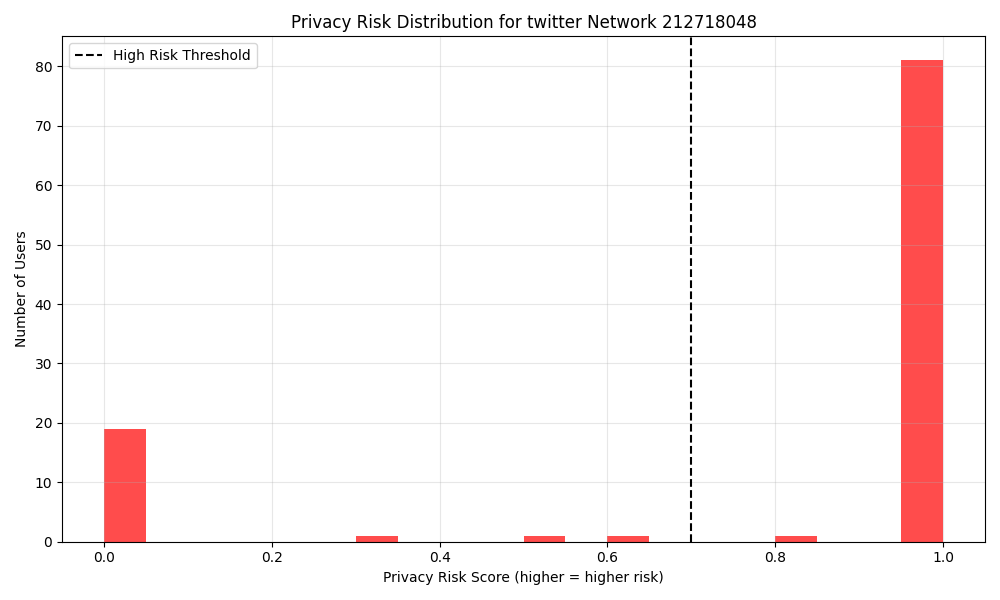 Privacy Risk Distribution for twitter Network 212718048
High Risk Threshold
Number of Users
80
70
60
50
40
30
20
10
0
0.0 0.2 0.4 0.6 0.8 1.0
Privacy Risk Score (higher = higher risk)